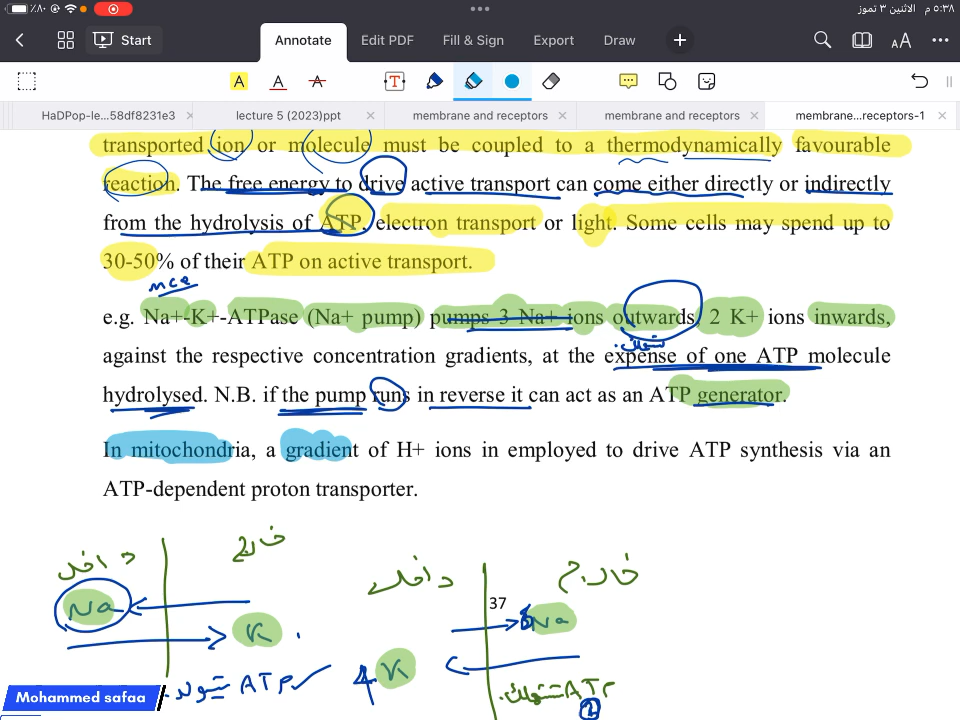 ٪٨٠ ٥:٣٨ م الاثنين ٣ تموز
Start Annotate Edit PDF Fill & Sign Export Draw
HaDPop-le...58df8231e3 lecture 5 (2023)ppt membrane and receptors membrane and receptors membrane...receptors-1
transported ion or molecule must be coupled to a thermodynamically favourable
reaction. The free energy to drive active transport can come either directly or indirectly
from the hydrolysis of ATP, electron transport or light. Some cells may spend up to
30-50% of their ATP on active transport.
mce
e.g. Na+-K+-ATPase (Na+ pump) pumps 3 Na+ ions outwards, 2 K+ ions inwards,
against the respective concentration gradients, at the expense of one ATP molecule
hydrolysed. N.B. if the pump runs in reverse it can act as an ATP generator.
In mitochondria, a gradient of H+ ions in employed to drive ATP synthesis via an
ATP-dependent proton transporter.
داخل خارج داخل خارج
37
Na Na
K K
ATP ATP
Mohammed safaa